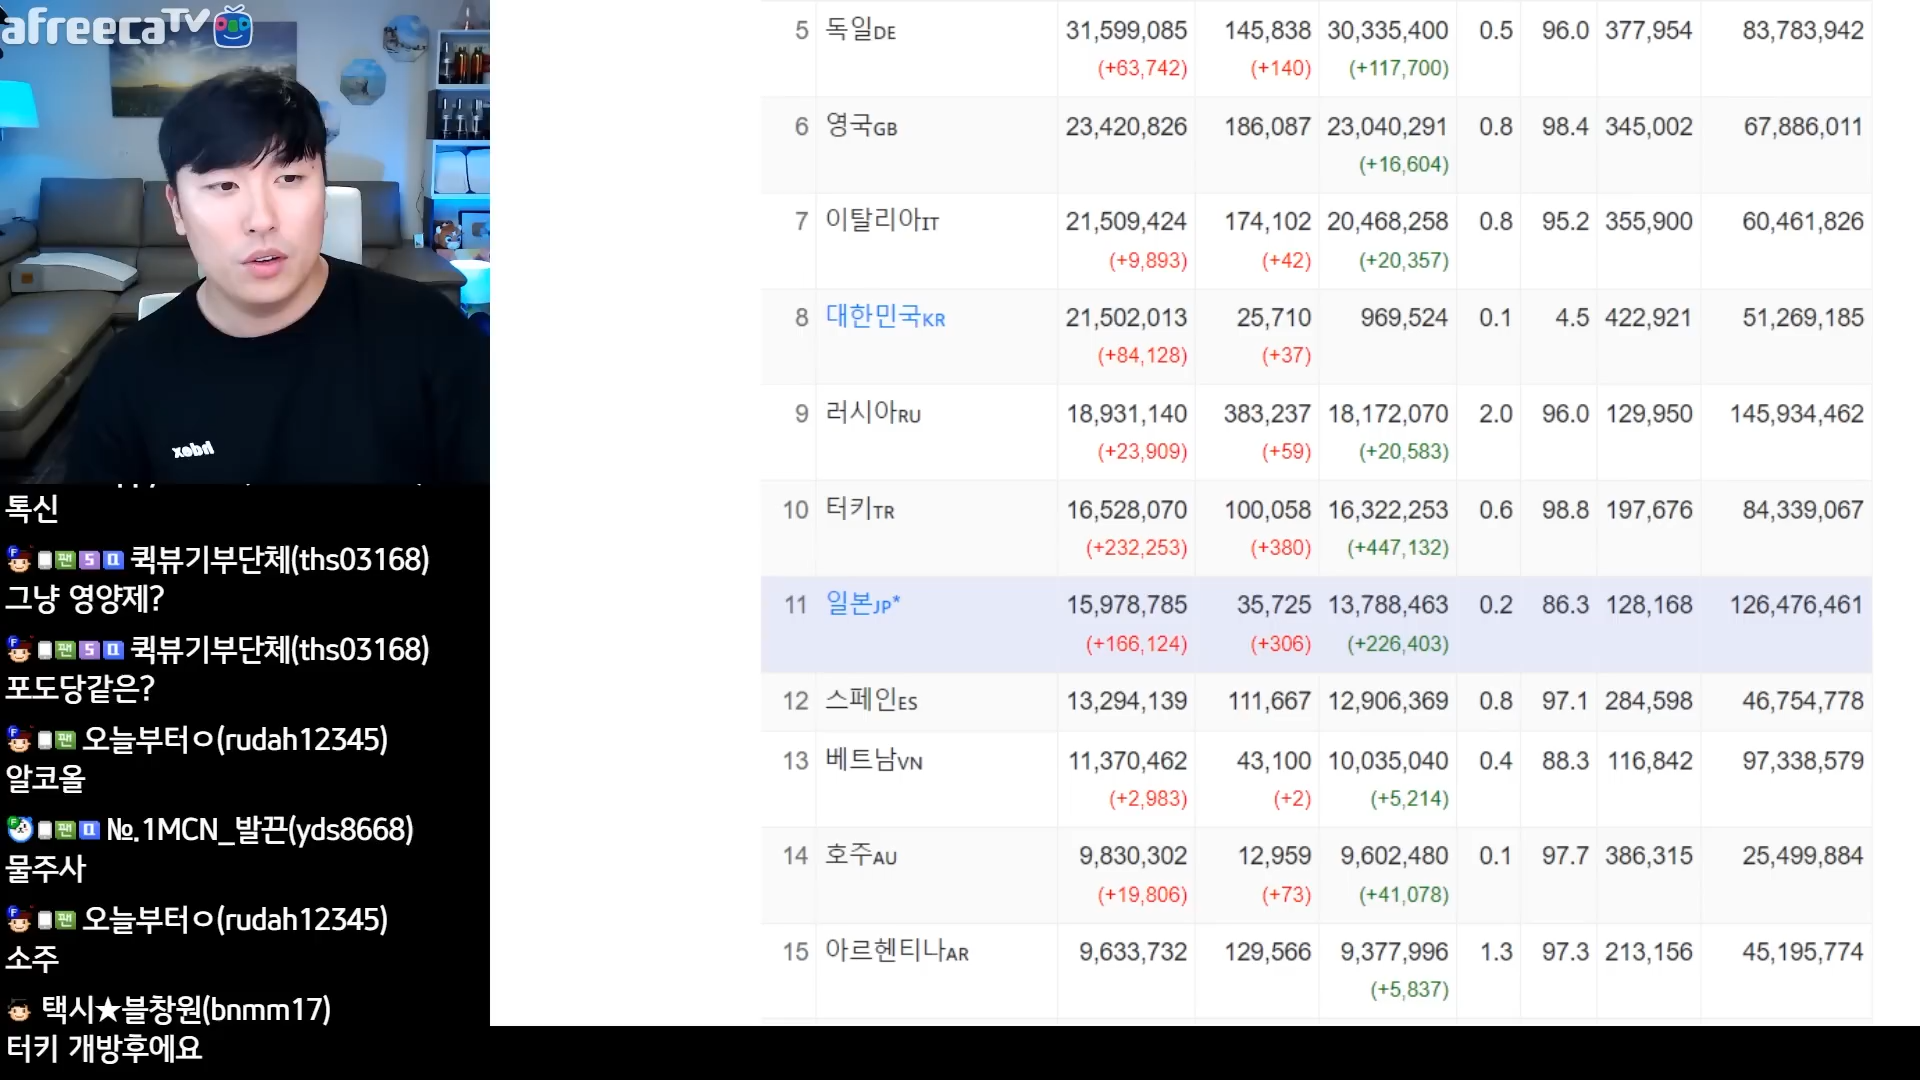 afreecaTV
hdex
톡신
퀵뷰기부단체(ths03168)
그냥 영양제?
퀵뷰기부단체(ths03168)
포도당같은?
오늘부터ㅇ(rudah12345)
알코올
№.1MCN_발끈(yds8668)
물주사
오늘부터ㅇ(rudah12345)
소주
택시★블창원(bnmm17)
터키 개방후에요
5 독일DE 31,599,085 145,838 30,335,400 0.5 96.0 377,954 83,783,942
(+63,742) (+140) (+117,700)
6 영국GB 23,420,826 186,087 23,040,291 0.8 98.4 345,002 67,886,011
(+16,604)
7 이탈리아IT 21,509,424 174,102 20,468,258 0.8 95.2 355,900 60,461,826
(+9,893) (+42) (+20,357)
8 대한민국KR 21,502,013 25,710 969,524 0.1 4.5 422,921 51,269,185
(+84,128) (+37)
9 러시아RU 18,931,140 383,237 18,172,070 2.0 96.0 129,950 145,934,462
(+23,909) (+59) (+20,583)
10 터키TR 16,528,070 100,058 16,322,253 0.6 98.8 197,676 84,339,067
(+232,253) (+380) (+447,132)
11 일본JP* 15,978,785 35,725 13,788,463 0.2 86.3 128,168 126,476,461
(+166,124) (+306) (+226,403)
12 스페인ES 13,294,139 111,667 12,906,369 0.8 97.1 284,598 46,754,778
13 베트남VN 11,370,462 43,100 10,035,040 0.4 88.3 116,842 97,338,579
(+2,983) (+2) (+5,214)
14 호주AU 9,830,302 12,959 9,602,480 0.1 97.7 386,315 25,499,884
(+19,806) (+73) (+41,078)
15 아르헨티나AR 9,633,732 129,566 9,377,996 1.3 97.3 213,156 45,195,774
(+5,837)